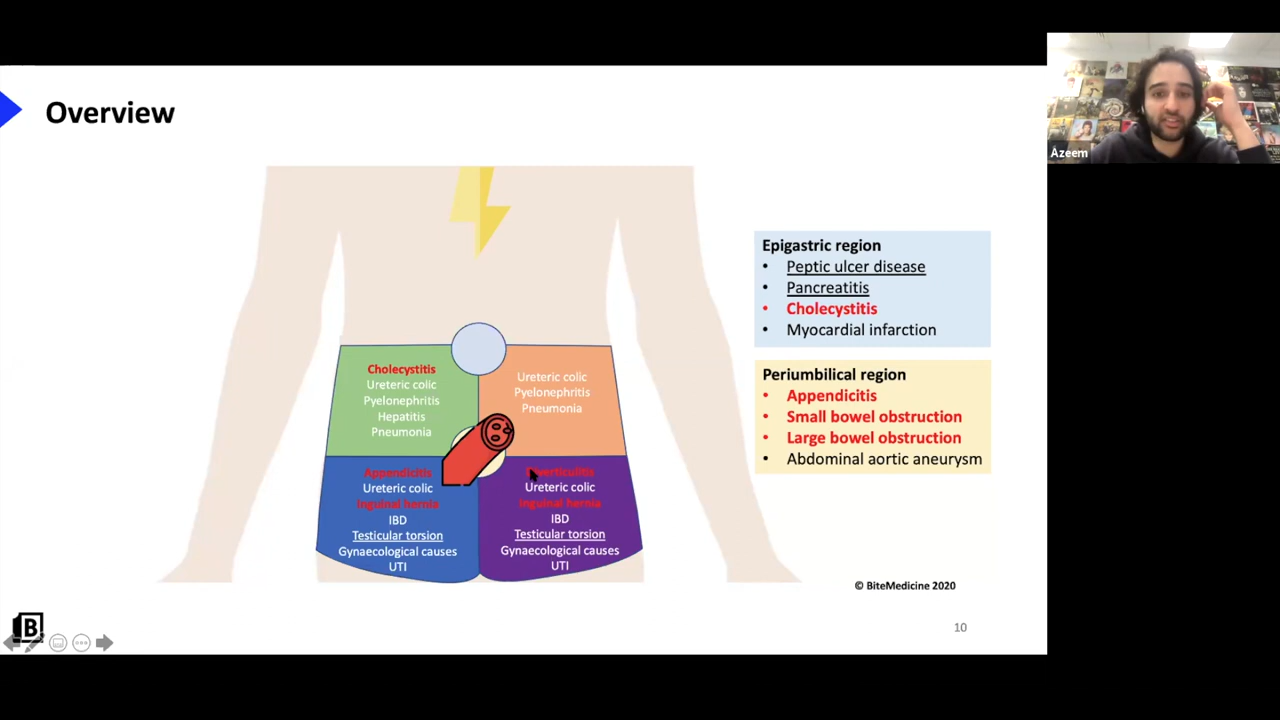 Overview
Azeem
Epigastric region
• Peptic ulcer disease
• Pancreatitis
• Cholecystitis
• Myocardial infarction
Periumbilical region
• Appendicitis
• Small bowel obstruction
• Large bowel obstruction
• Abdominal aortic aneurysm
Cholecystitis
Ureteric colic
Pyelonephritis
Hepatitis
Pneumonia
Ureteric colic
Pyelonephritis
Pneumonia
Appendicitis
Ureteric colic
Inguinal hernia
IBD
Testicular torsion
Gynaecological causes
UTI
Diverticulitis
Ureteric colic
Inguinal hernia
IBD
Testicular torsion
Gynaecological causes
UTI
© BiteMedicine 2020
B
10